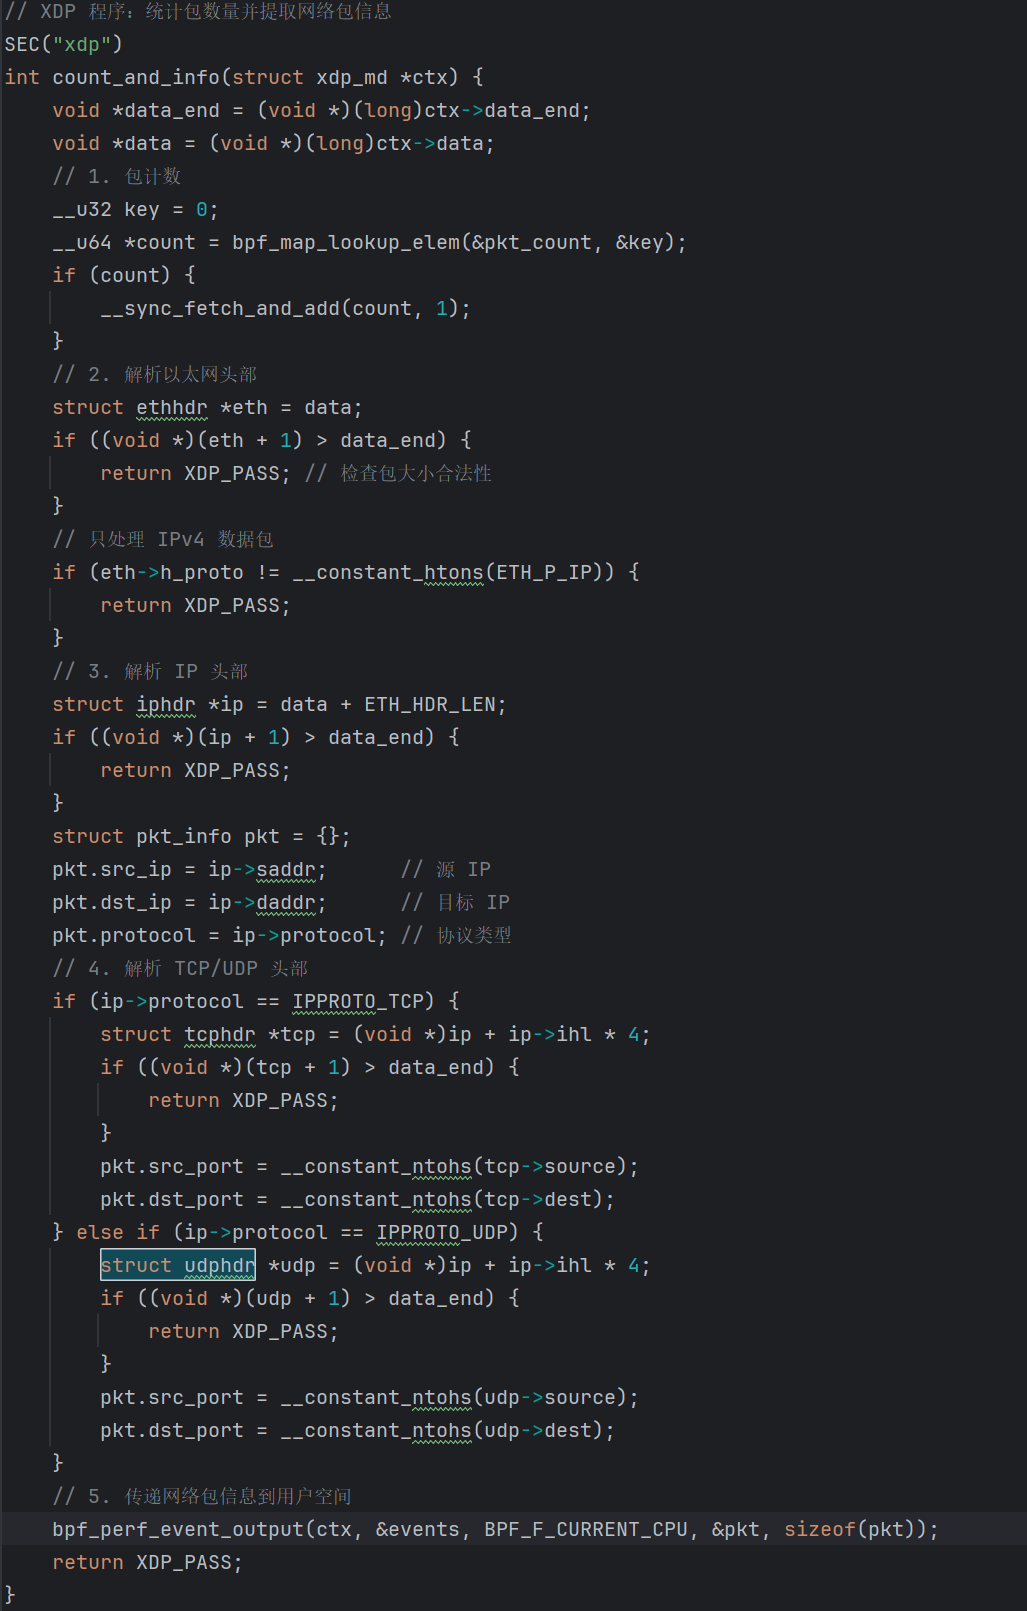 // XDP 程序: 统计包数量并提取网络包信息
SEC("xdp")
int count_and_info(struct xdp_md *ctx) {
    void *data_end = (void *)(long)ctx->data_end;
    void *data = (void *)(long)ctx->data;
    // 1. 包计数
    __u32 key = 0;
    __u64 *count = bpf_map_lookup_elem(&pkt_count, &key);
    if (count) {
        __sync_fetch_and_add(count, 1);
    }
    // 2. 解析以太网头部
    struct ethhdr *eth = data;
    if ((void *)(eth + 1) > data_end) {
        return XDP_PASS; // 检查包大小合法性
    }
    // 只处理 IPv4 数据包
    if (eth->h_proto != __constant_htons(ETH_P_IP)) {
        return XDP_PASS;
    }
    // 3. 解析 IP 头部
    struct iphdr *ip = data + ETH_HDR_LEN;
    if ((void *)(ip + 1) > data_end) {
        return XDP_PASS;
    }
    struct pkt_info pkt = {};
    pkt.src_ip = ip->saddr;      // 源 IP
    pkt.dst_ip = ip->daddr;      // 目标 IP
    pkt.protocol = ip->protocol; // 协议类型
    // 4. 解析 TCP/UDP 头部
    if (ip->protocol == IPPROTO_TCP) {
        struct tcphdr *tcp = (void *)ip + ip->ihl * 4;
        if ((void *)(tcp + 1) > data_end) {
            return XDP_PASS;
        }
        pkt.src_port = __constant_ntohs(tcp->source);
        pkt.dst_port = __constant_ntohs(tcp->dest);
    } else if (ip->protocol == IPPROTO_UDP) {
        struct udphdr *udp = (void *)ip + ip->ihl * 4;
        if ((void *)(udp + 1) > data_end) {
            return XDP_PASS;
        }
        pkt.src_port = __constant_ntohs(udp->source);
        pkt.dst_port = __constant_ntohs(udp->dest);
    }
    // 5. 传递网络包信息到用户空间
    bpf_perf_event_output(ctx, &events, BPF_F_CURRENT_CPU, &pkt, sizeof(pkt));
    return XDP_PASS;
}